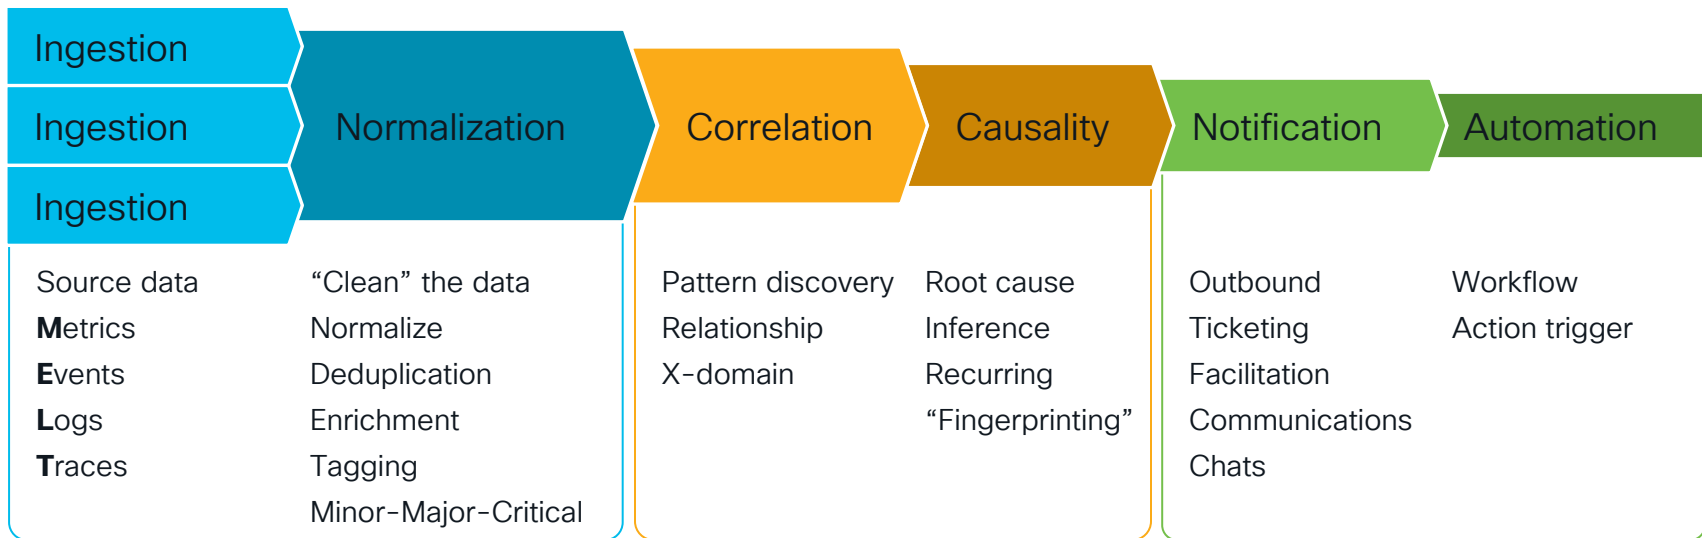 Ingestion
Ingestion
Ingestion
Normalization
Correlation
Causality
Notification
Automation
Source data
Metrics
Events
Logs
Traces
“Clean” the data
Normalize
Deduplication
Enrichment
Tagging
Minor-Major-Critical
Pattern discovery
Relationship
X-domain
Root cause
Inference
Recurring
“Fingerprinting”
Outbound
Ticketing
Facilitation
Communications
Chats
Workflow
Action trigger